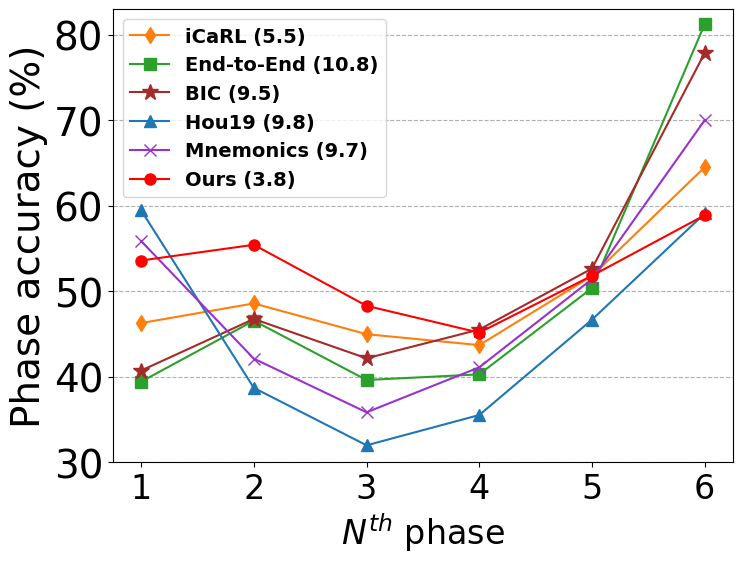 Phase accuracy (%)
80
70
60
50
40
30
iCaRL (5.5)
End-to-End (10.8)
BIC (9.5)
Hou19 (9.8)
Mnemonics (9.7)
Ours (3.8)
1 2 3 4 5 6
N^th phase